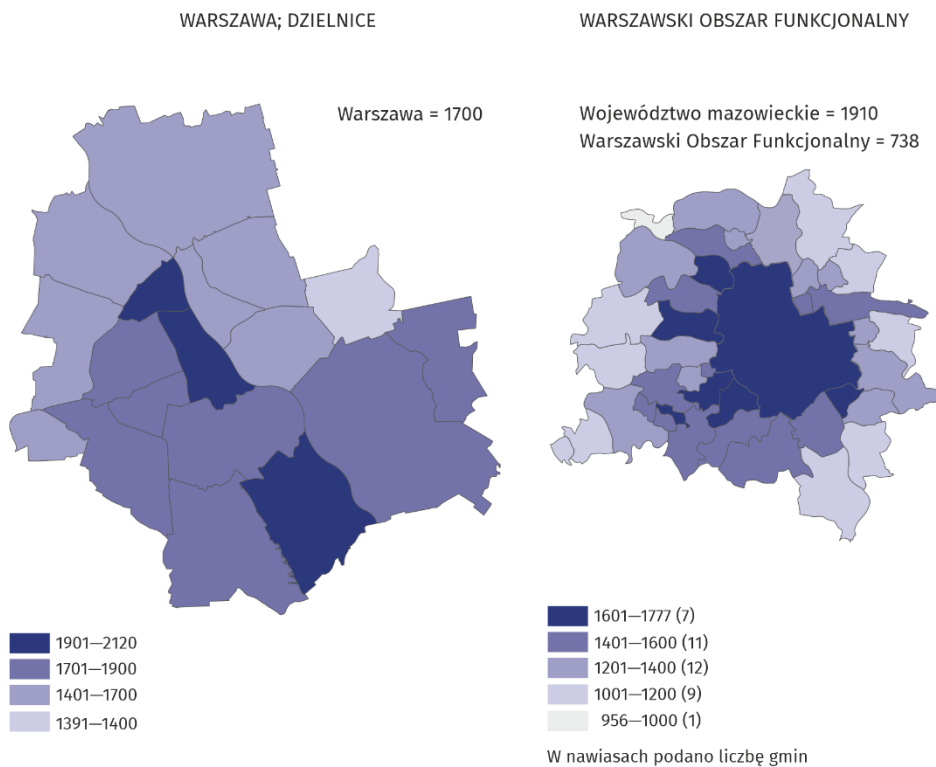 WARSZAWA; DZIELNICE
WARSZAWSKI OBSZAR FUNKCJONALNY
Warszawa = 1700
Województwo mazowieckie = 1910
Warszawski Obszar Funkcjonalny = 738
1901—2120
1701—1900
1401—1700
1391—1400
1601—1777 (7)
1401—1600 (11)
1201—1400 (12)
1001—1200 (9)
956—1000 (1)
W nawiasach podano liczbę gmin